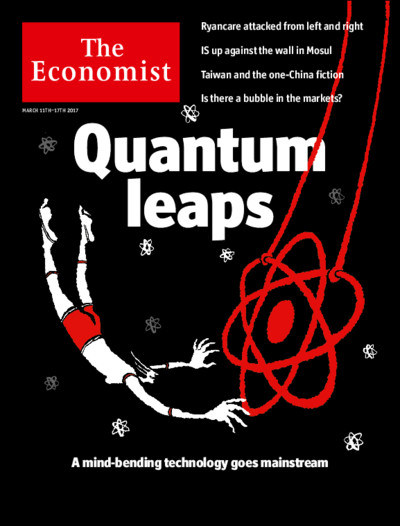 The
Economist
MARCH 11TH–17TH 2017
Ryancare attacked from left and right
IS up against the wall in Mosul
Taiwan and the one-China fiction
Is there a bubble in the markets?
Quantum
leaps
A mind-bending technology goes mainstream